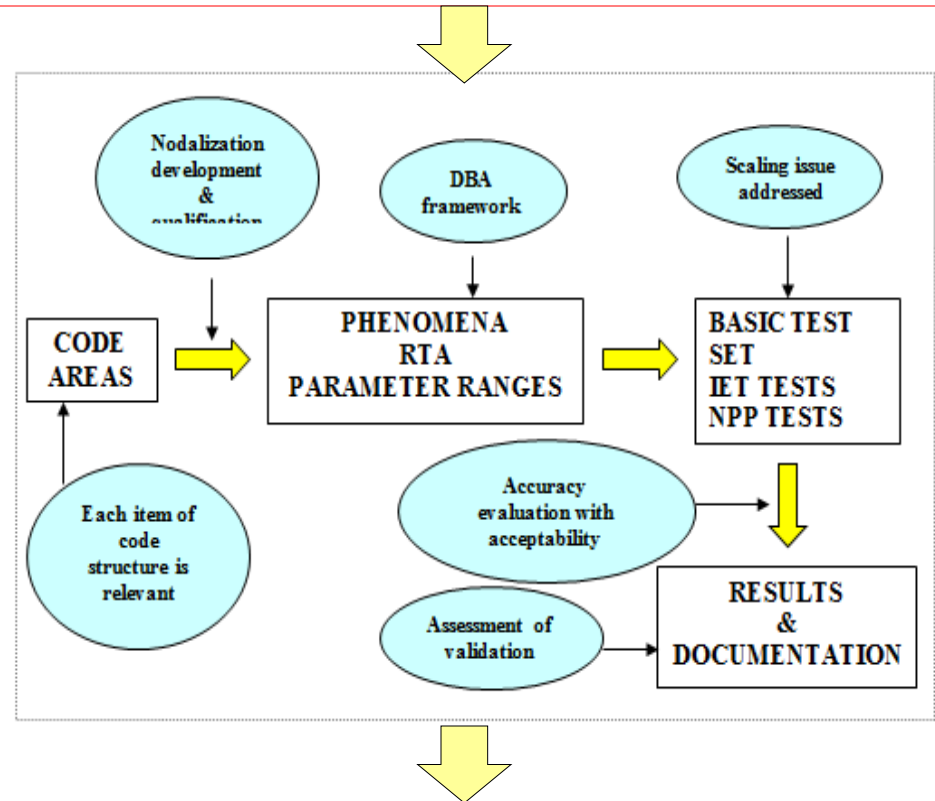 Nodalization
development
&
qualification
DBA
framework
Scaling issue
addressed
CODE
AREAS
PHENOMENA
RTA
PARAMETER RANGES
BASIC TEST
SET
IET TESTS
NPP TESTS
Each item of
code
structure is
relevant
Accuracy
evaluation with
acceptability
Assessment of
validation
RESULTS
&
DOCUMENTATION